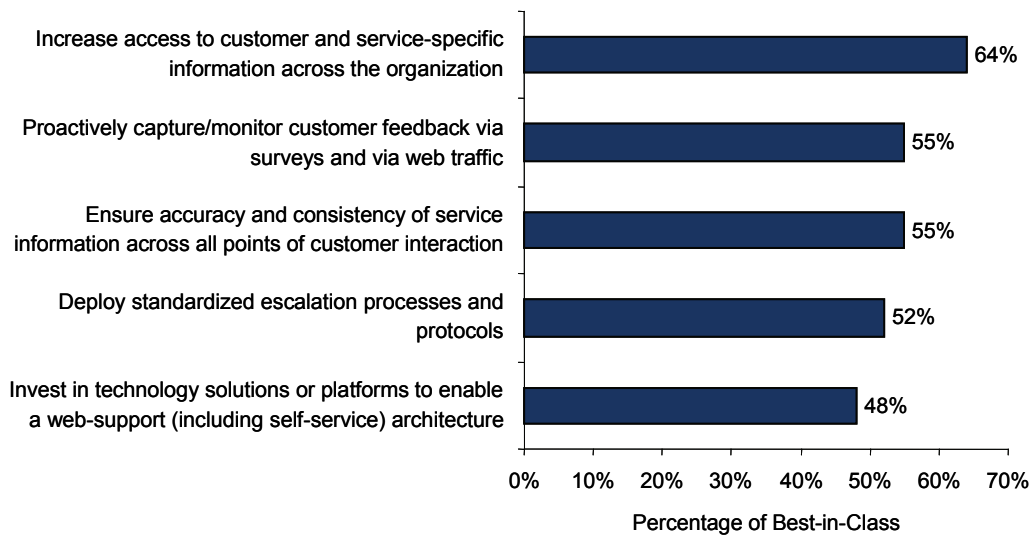 Increase access to customer and service-specific
information across the organization
64%
Proactively capture/monitor customer feedback via
surveys and via web traffic
55%
Ensure accuracy and consistency of service
information across all points of customer interaction
55%
Deploy standardized escalation processes and
protocols
52%
Invest in technology solutions or platforms to enable
a web-support (including self-service) architecture
48%
0% 10% 20% 30% 40% 50% 60% 70%
Percentage of Best-in-Class